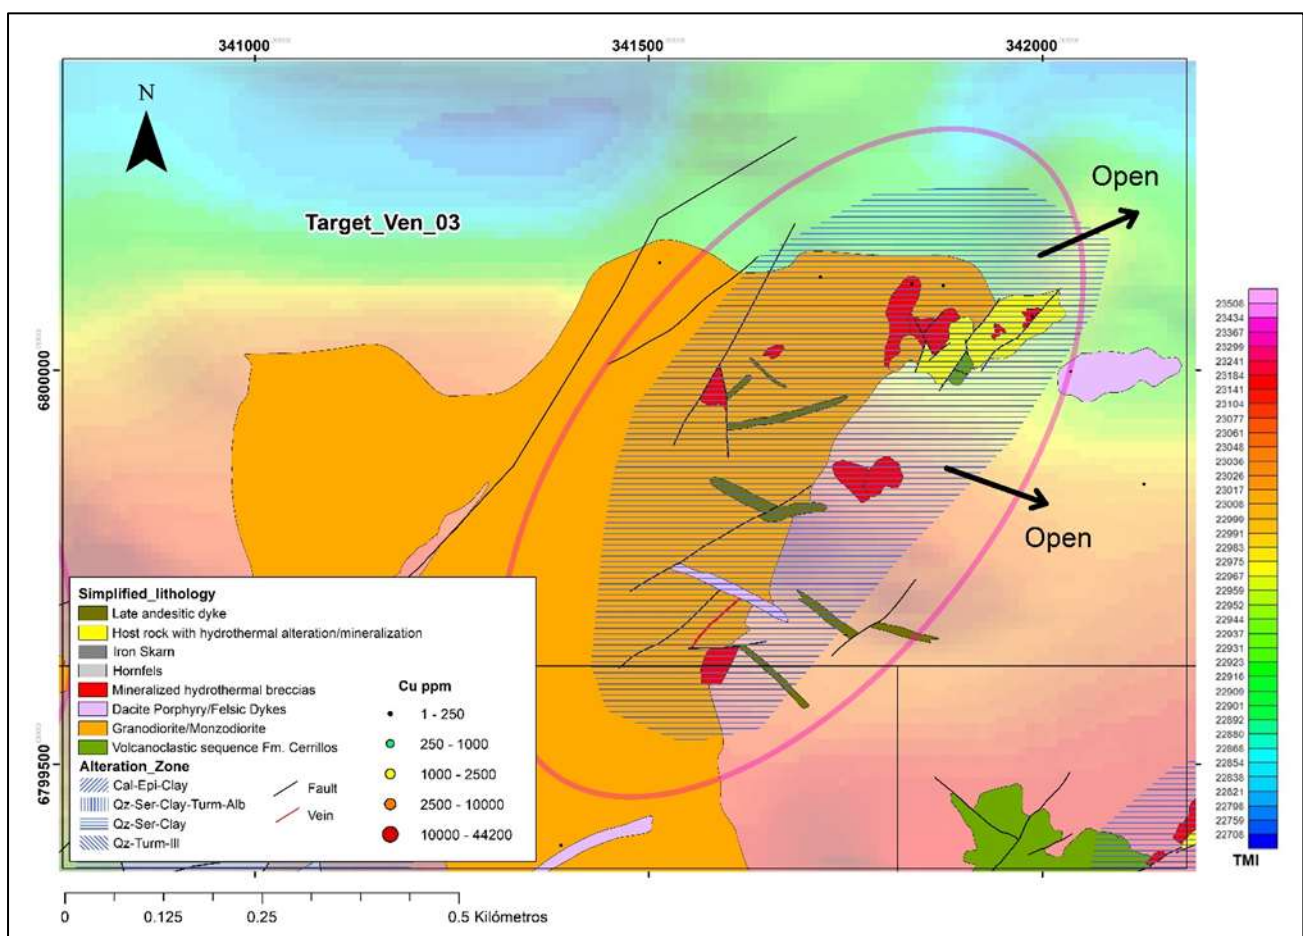 341000
341500
342000
N
Open
Target_Ven_03
6800000
Open
6799500
Simplified_lithology
Late andesitic dyke
Host rock with hydrothermal alteration/mineralization
Iron Skarn
Hornfels
Mineralized hydrothermal breccias
Dacite Porphyry/Felsic Dykes
Granodiorite/Monzodiorite
Volcanoclastic sequence Fm. Cerrillos
Alteration_Zone
Cal-Epi-Clay
Qz-Ser-Clay-Turm-Alb
Qz-Ser-Clay
Qz-Turm-Ill
Fault
Vein
Cu ppm
1 - 250
250 - 1000
1000 - 2500
2500 - 10000
10000 - 44200
23508
23434
23367
23299
23241
23184
23141
23104
23077
23061
23048
23036
23026
23017
23008
22999
22991
22983
22975
22967
22959
22952
22944
22937
22931
22923
22916
22909
22901
22892
22880
22868
22854
22838
22821
22798
22759
22706
TMI
0 0.125 0.25 0.5 Kilómetros